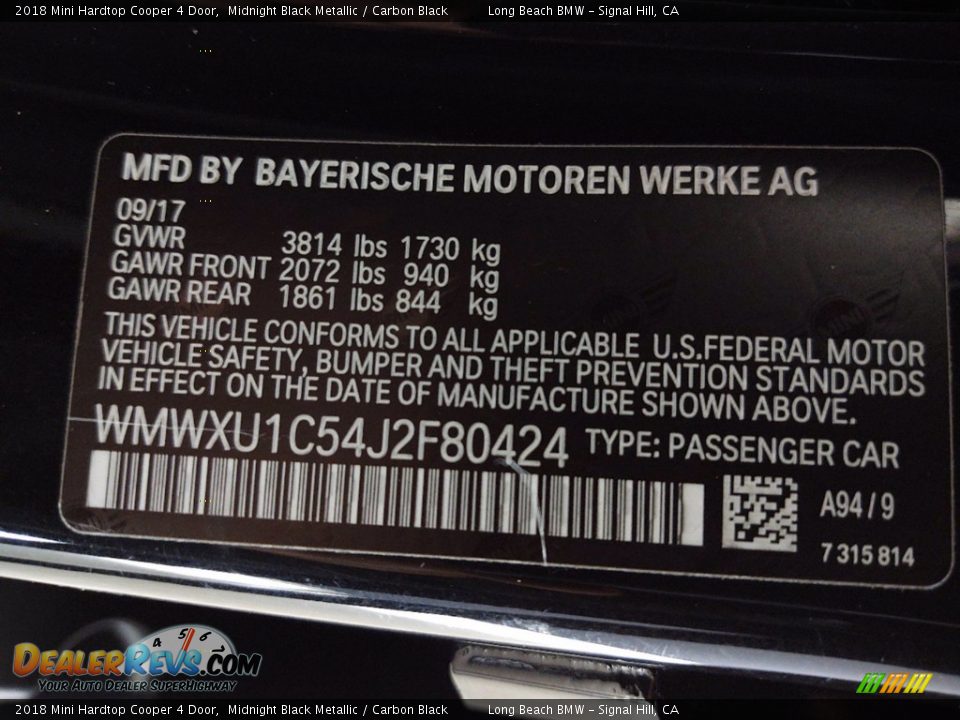 2018 Mini Hardtop Cooper 4 Door, Midnight Black Metallic / Carbon Black Long Beach BMW - Signal Hill, CA
MFD BY BAYERISCHE MOTOREN WERKE AG
09/17
GVWR 3814 lbs 1730 kg
GAWR FRONT 2072 lbs 940 kg
GAWR REAR 1861 lbs 844 kg
THIS VEHICLE CONFORMS TO ALL APPLICABLE U.S.FEDERAL MOTOR
VEHICLE SAFETY, BUMPER AND THEFT PREVENTION STANDARDS
IN EFFECT ON THE DATE OF MANUFACTURE SHOWN ABOVE.
WMWXU1C54J2F80424 TYPE: PASSENGER CAR
A94 / 9
7 315 814
4 5 6
DEALERREVS.COM
YOUR AUTO DEALER SUPERHIGHWAY
2018 Mini Hardtop Cooper 4 Door, Midnight Black Metallic / Carbon Black Long Beach BMW - Signal Hill, CA